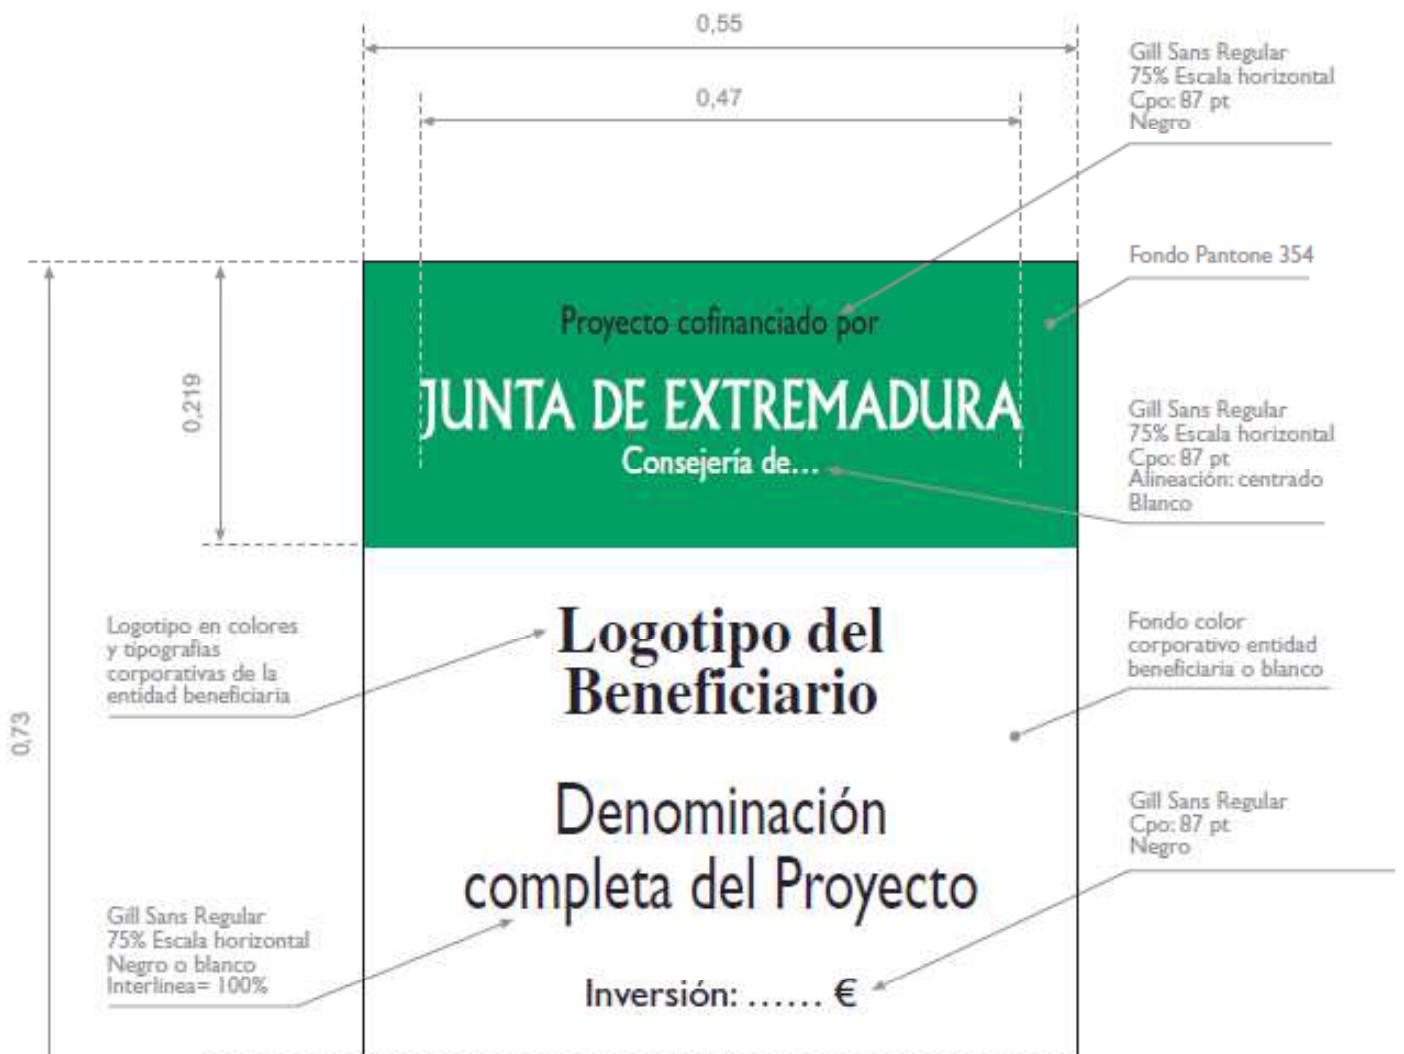 0,55
0,47
Gill Sans Regular
75% Escala horizontal
Cpo: 87 pt
Negro
Fondo Pantone 354
Proyecto cofinanciado por
JUNTA DE EXTREMADURA
Consejería de...
0,219
Gill Sans Regular
75% Escala horizontal
Cpo: 87 pt
Alineación: centrado
Blanco
Logotipo en colores
y tipografias
corporativas de la
entidad beneficiaria
Logotipo del
Beneficiario
Fondo color
corporativo entidad
beneficiaria o blanco
0,73
Denominación
completa del Proyecto
Gill Sans Regular
Cpo: 87 pt
Negro
Gill Sans Regular
75% Escala horizontal
Negro o blanco
Interlinea= 100%
Inversión: ...... €